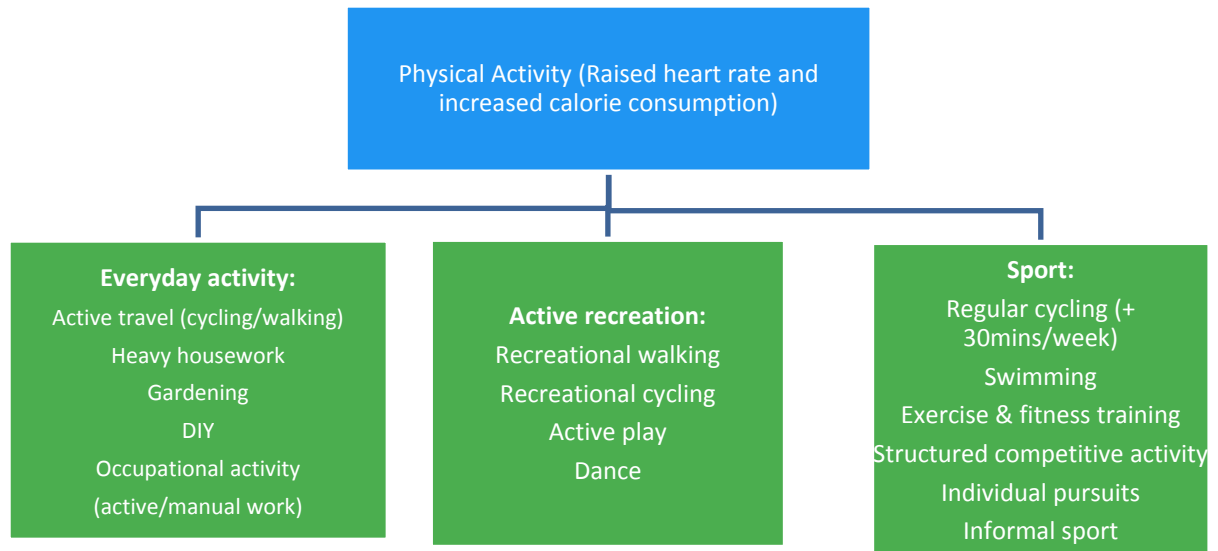 Physical Activity (Raised heart rate and
increased calorie consumption)
Everyday activity:
Active travel (cycling/walking)
Heavy housework
Gardening
DIY
Occupational activity
(active/manual work)
Active recreation:
Recreational walking
Recreational cycling
Active play
Dance
Sport:
Regular cycling (+
30mins/week)
Swimming
Exercise & fitness training
Structured competitive activity
Individual pursuits
Informal sport